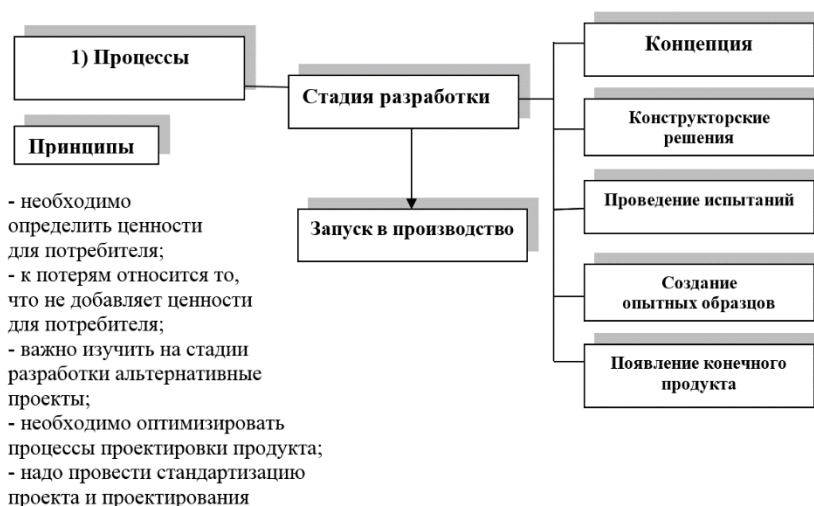 1) Процессы
Принципы
- необходимо
определить ценности
для потребителя;
- к потерям относится то,
что не добавляет ценности
для потребителя;
- важно изучить на стадии
разработки альтернативные
проекты;
- необходимо оптимизировать
процессы проектировки продукта;
- надо провести стандартизацию
проекта и проектирования
Стадия разработки
Запуск в производство
Концепция
Конструкторские
решения
Проведение испытаний
Создание
опытных образцов
Появление конечного
продукта